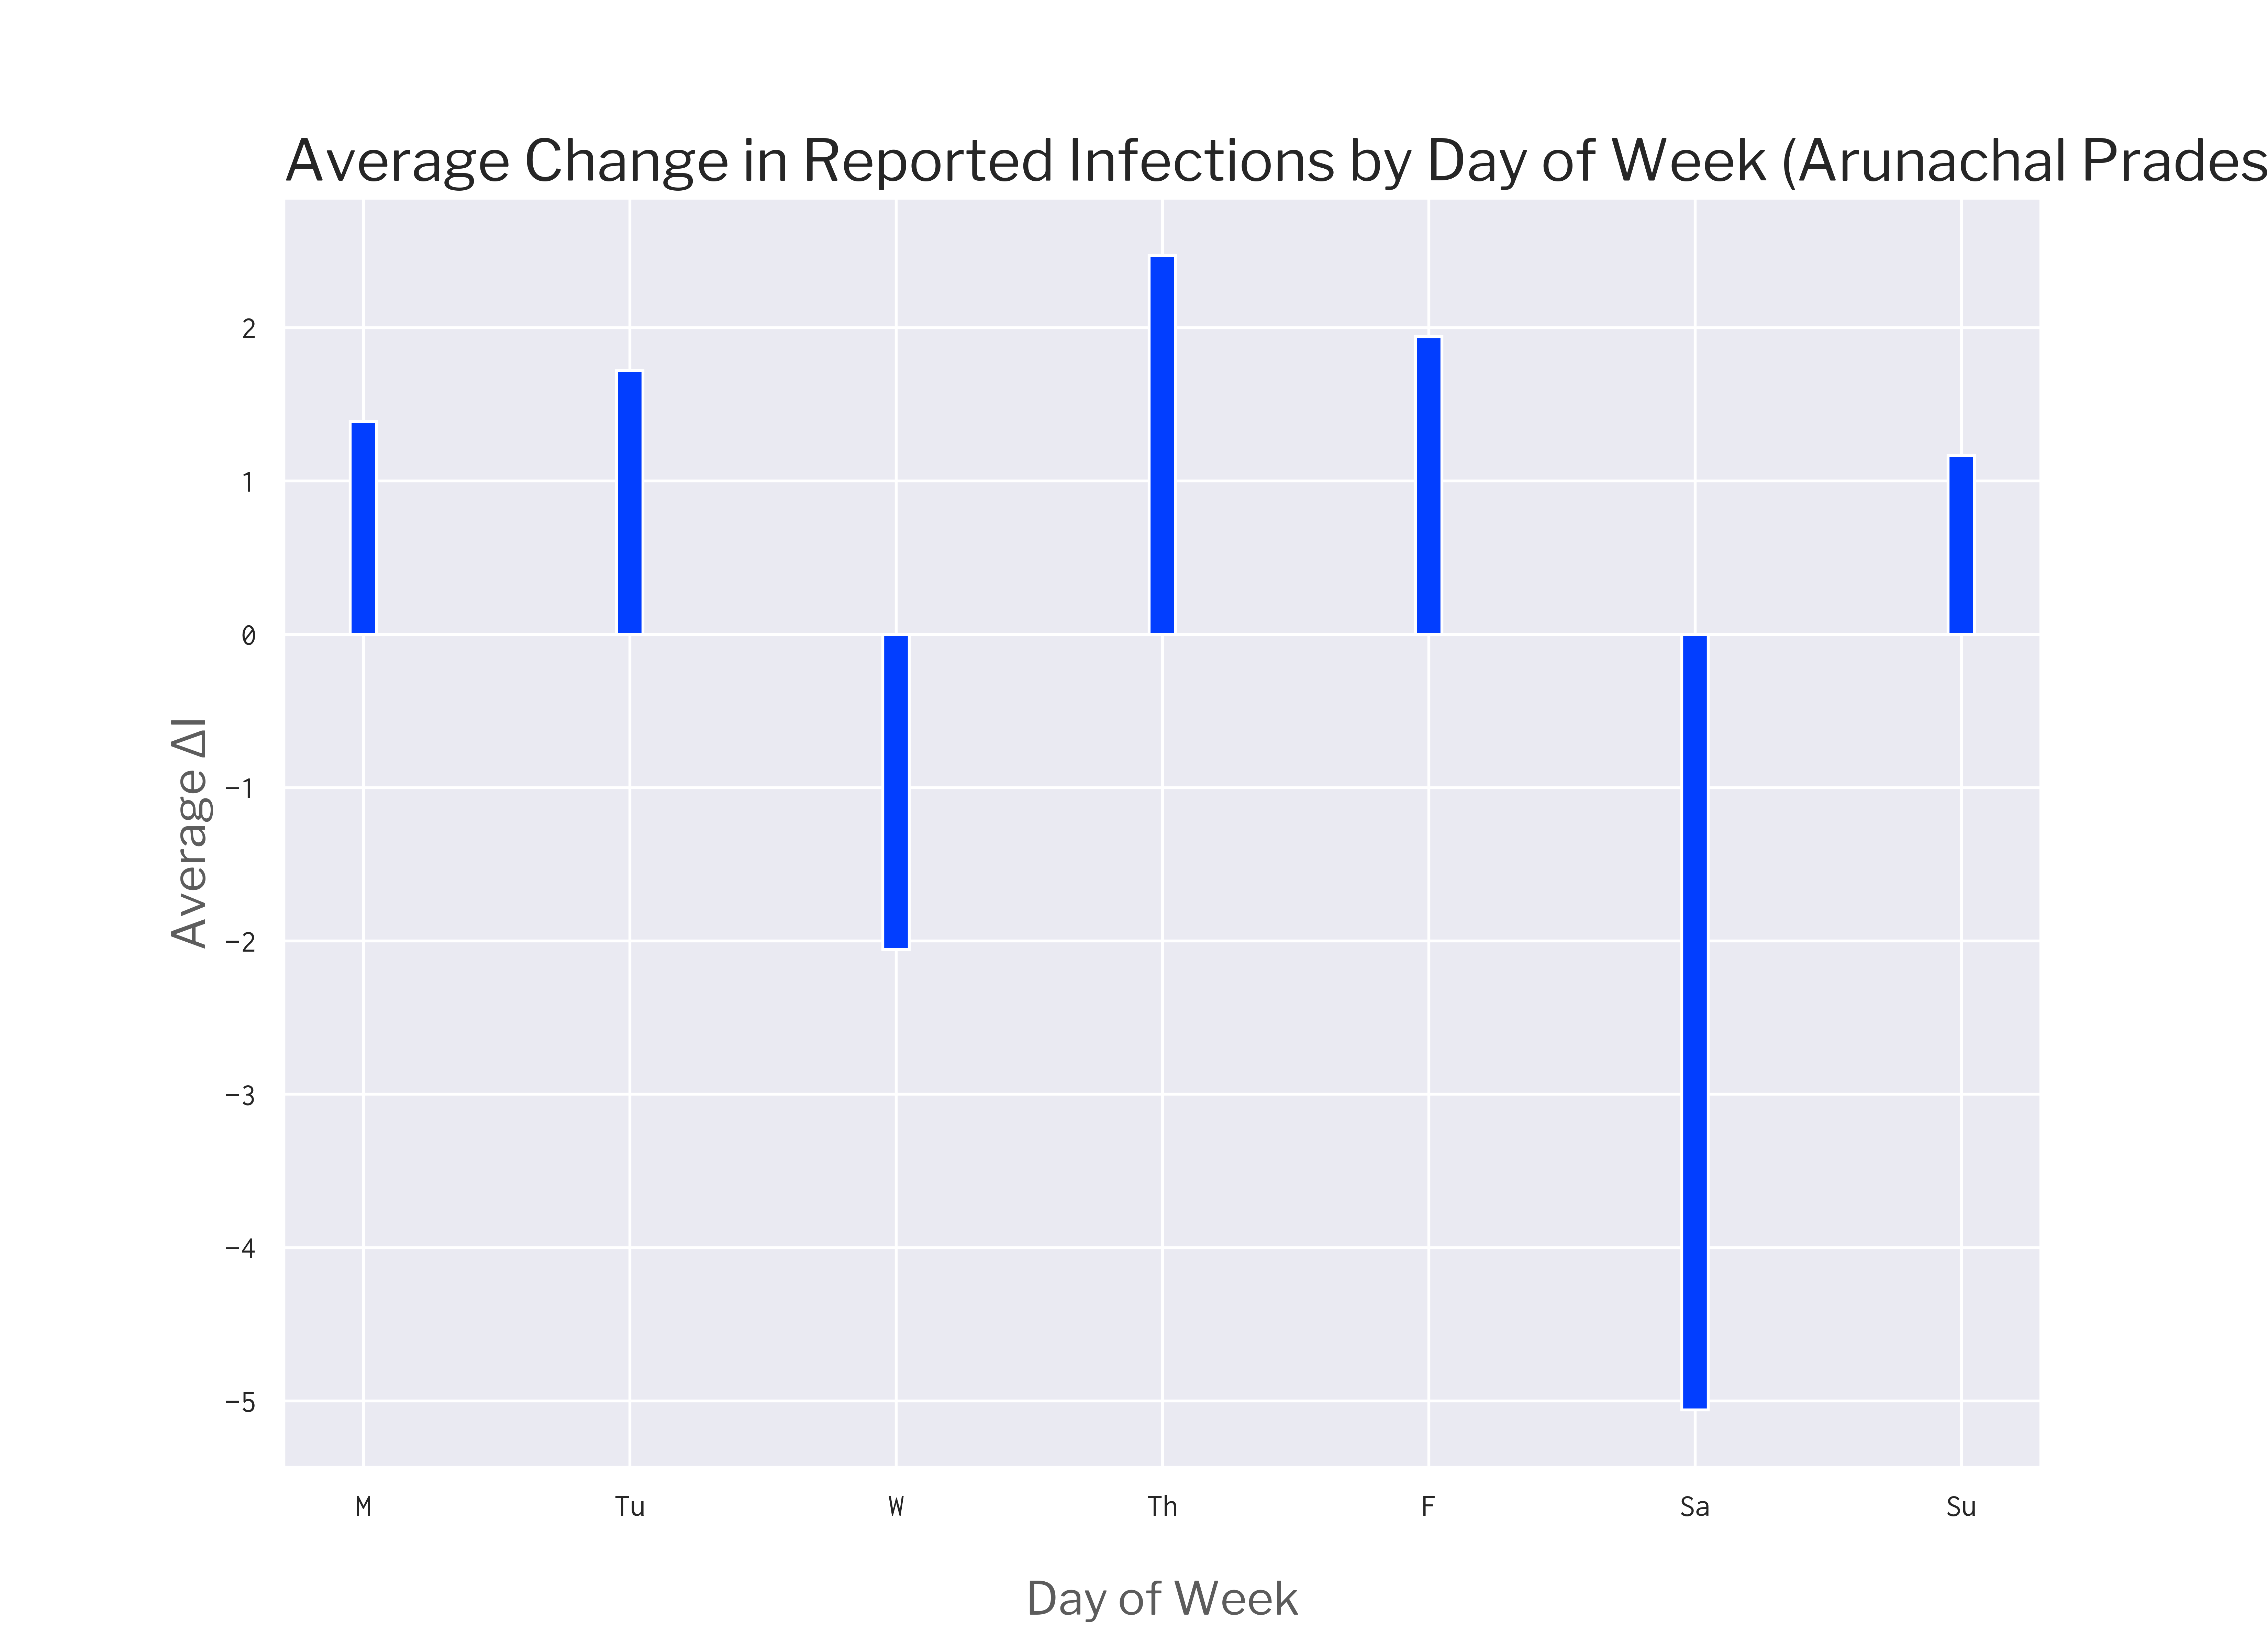 Average Change in Reported Infections by Day of Week (Arunachal Prades
2
1
0
−1
−2
−3
−4
−5
Average ΔI
M Tu W Th F Sa Su
Day of Week